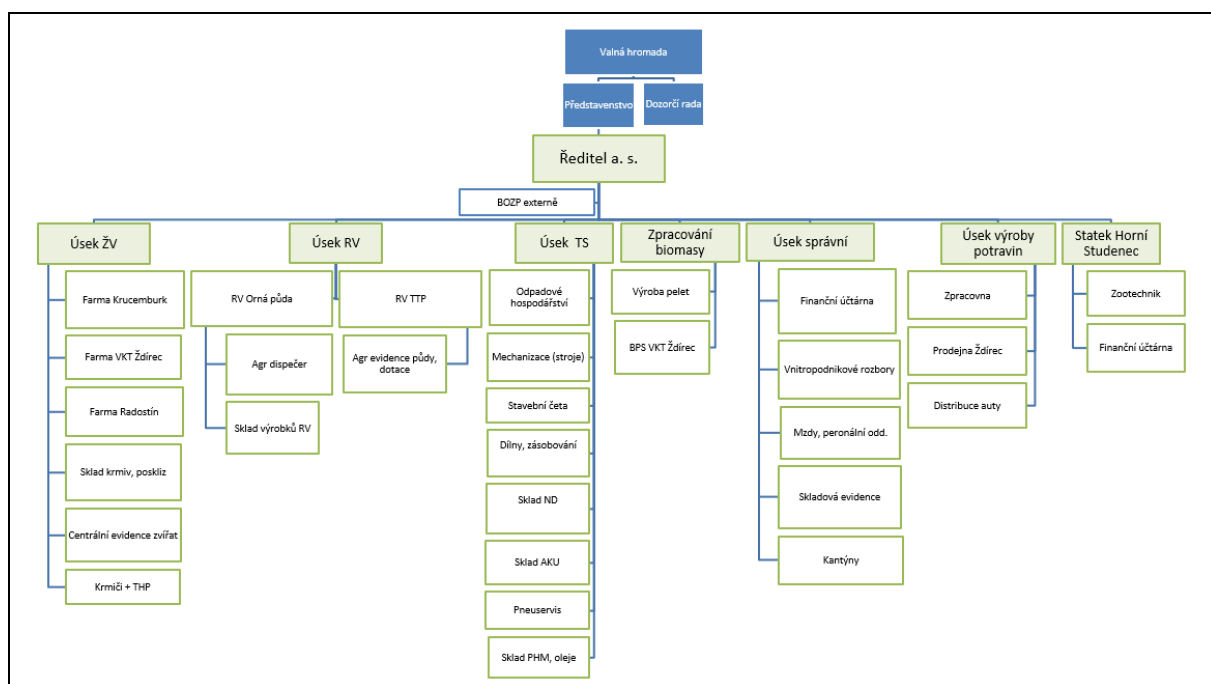 Valná hromada
Představenstvo
Dozorčí rada
Ředitel a. s.
BOZP externě
Úsek ŽV
Farma Krucemburk
Farma VKT Ždírec
Farma Radostín
Sklad krmiv, poskliz
Centrální evidence zvířat
Krmiči + THP
Úsek RV
RV Orná půda
Agr dispečer
Sklad výrobků RV
RV TTP
Agr evidence půdy,
dotace
Úsek TS
Odpadové
hospodářství
Mechanizace (stroje)
Stavební četa
Dílny, zásobování
Sklad ND
Sklad AKU
Pneuservis
Sklad PHM, oleje
Zpracování
biomasy
Výroba pelet
BPS VKT Ždírec
Úsek správní
Finanční účtárna
Vnitropodnikové rozbory
Mzdy, peronální odd.
Skladová evidence
Kantýny
Úsek výroby
potravin
Zpracovna
Prodejna Ždírec
Distribuce auty
Statek Horní
Studenec
Zootechnik
Finanční účtárna